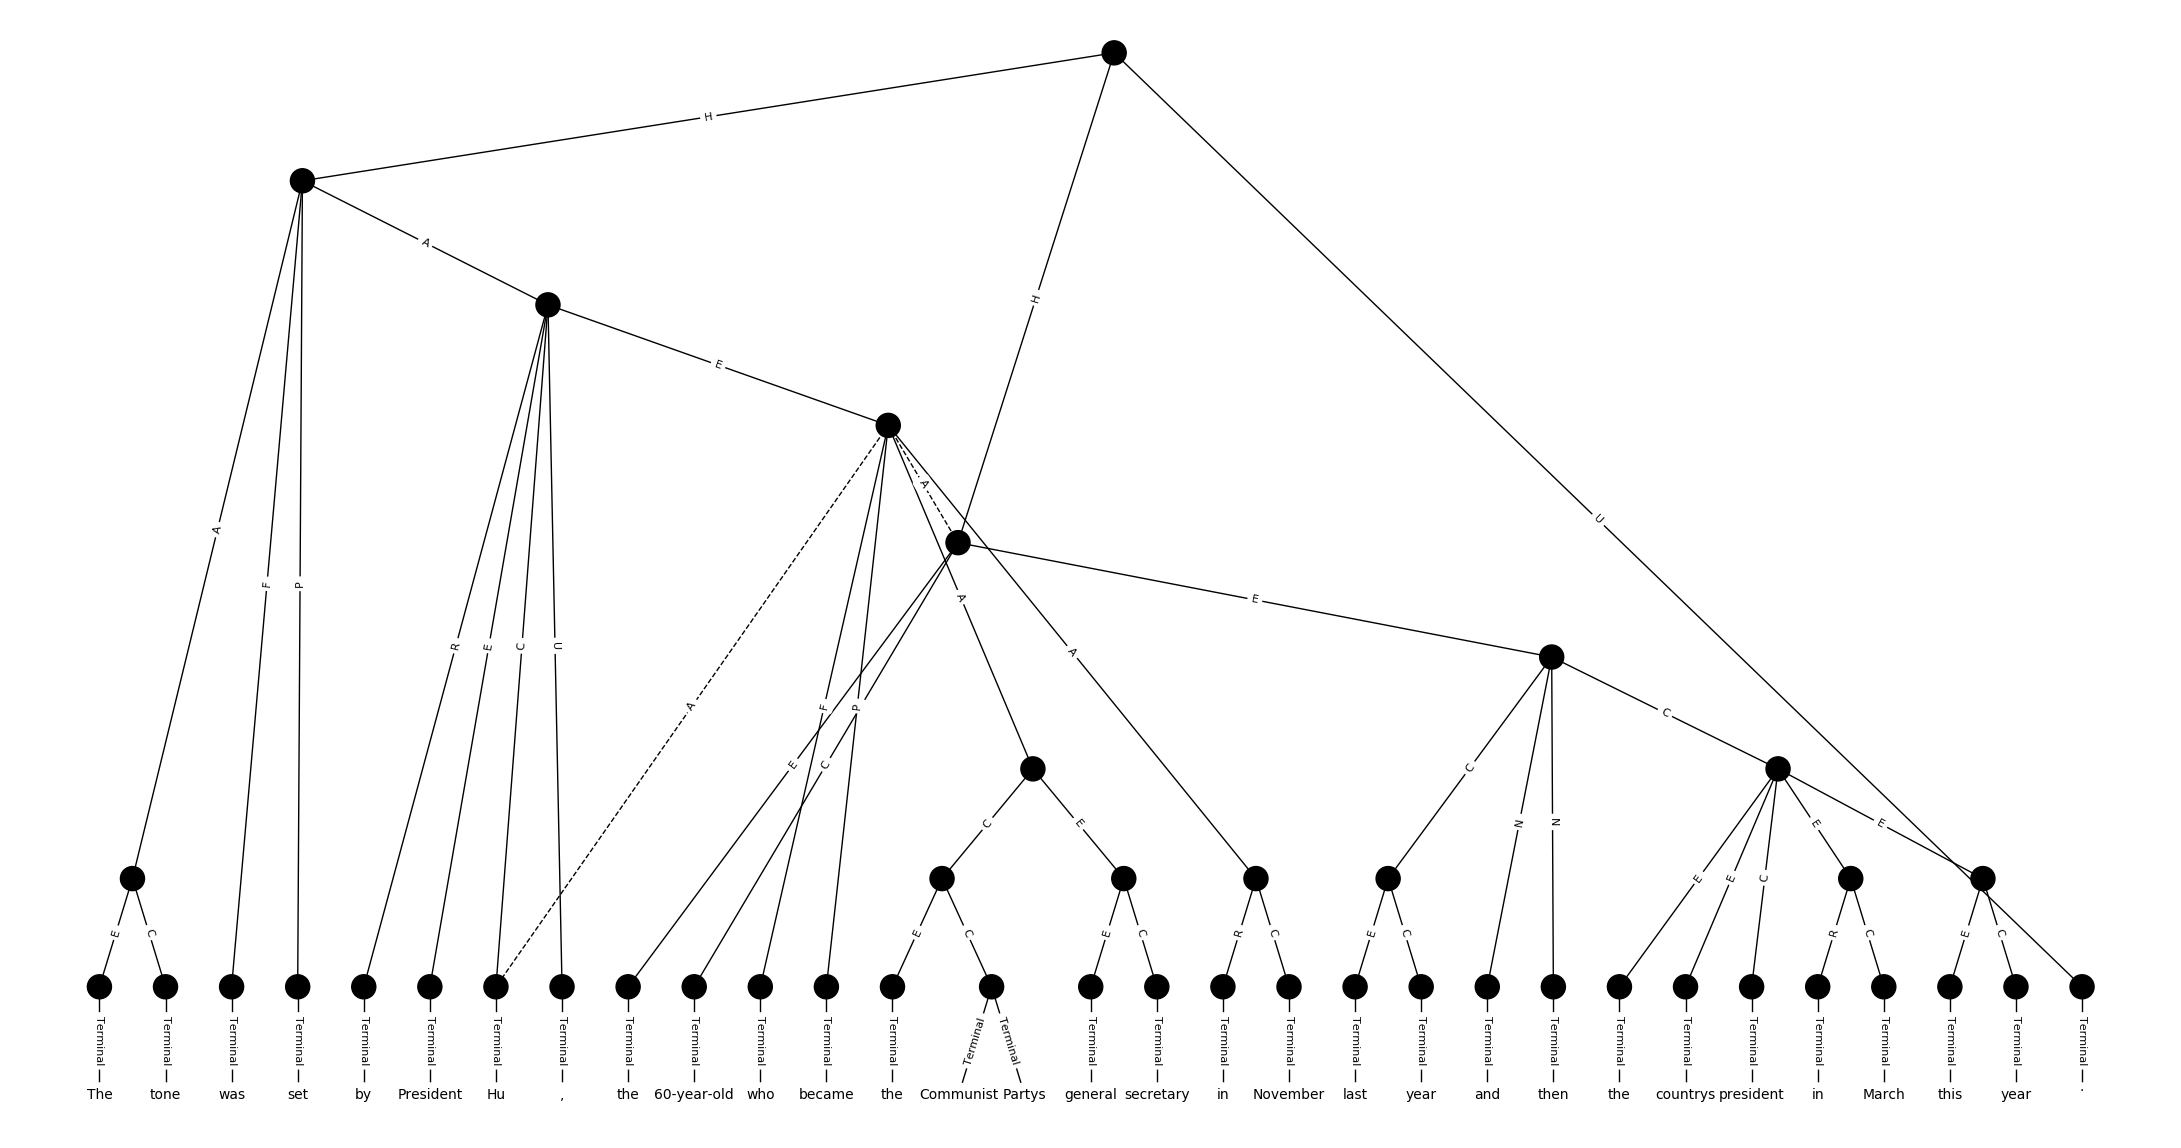 H
A
H
E
A
U
A
F
P
A
E
R
E
C
U
A
F
P
A
C
E
C
C
N
N
C
E
E
E
E
C
E
E
C
E
C
E
C
R
C
E
C
R
C
E
C
Terminal Terminal Terminal Terminal Terminal Terminal Terminal Terminal Terminal Terminal Terminal Terminal Terminal Terminal Terminal Terminal Terminal Terminal Terminal Terminal Terminal Terminal Terminal Terminal Terminal Terminal Terminal Terminal Terminal Terminal Terminal
The tone was set by President Hu , the 60-year-old who became the Communist Partys general secretary in November last year and then the countrys president in March this year .